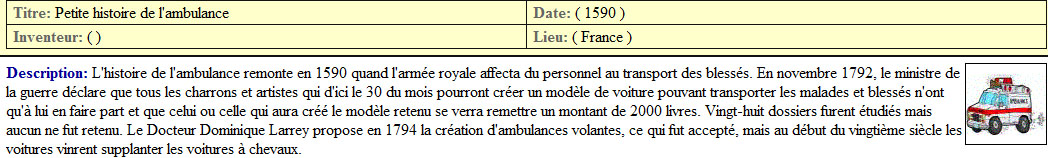 Titre: Petite histoire de l'ambulance
Date: ( 1590 )
Inventeur: ( )
Lieu: ( France )
Description: L'histoire de l'ambulance remonte en 1590 quand l'armée royale affecta du personnel au transport des blessés. En novembre 1792, le ministre de
la guerre déclare que tous les charrons et artistes qui d'ici le 30 du mois pourront créer un modèle de voiture pouvant transporter les malades et blessés n'ont
qu'à lui en faire part et que celui ou celle qui aura créé le modèle retenu se verra remettre un montant de 2000 livres. Vingt-huit dossiers furent étudiés mais
aucun ne fut retenu. Le Docteur Dominique Larrey propose en 1794 la création d'ambulances volantes, ce qui fut accepté, mais au début du vingtième siècle les
voitures vinrent supplanter les voitures à chevaux.
AMBULANCE